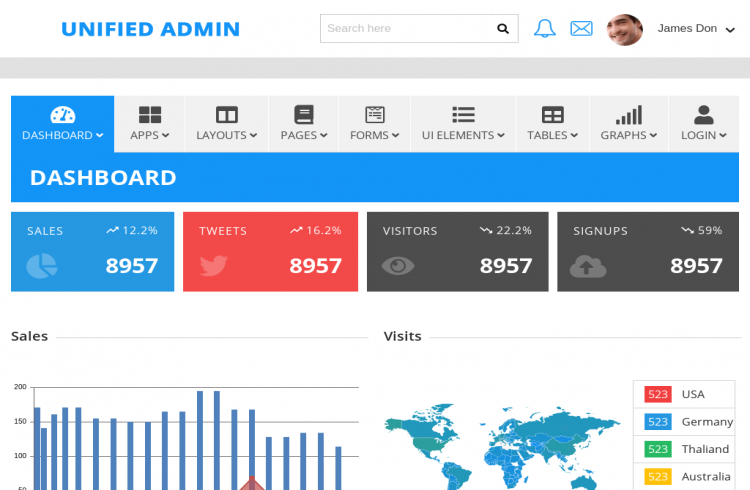 UNIFIED ADMIN
Search here
James Don
DASHBOARD APPS LAYOUTS PAGES FORMS UI ELEMENTS TABLES GRAPHS LOGIN
DASHBOARD
SALES 12.2% TWEETS 16.2% VISITORS 22.2% SIGNUPS 59%
8957 8957 8957 8957
Sales Visits
200
150
100
50
523 USA
523 Germany
523 Thaliand
523 Australia